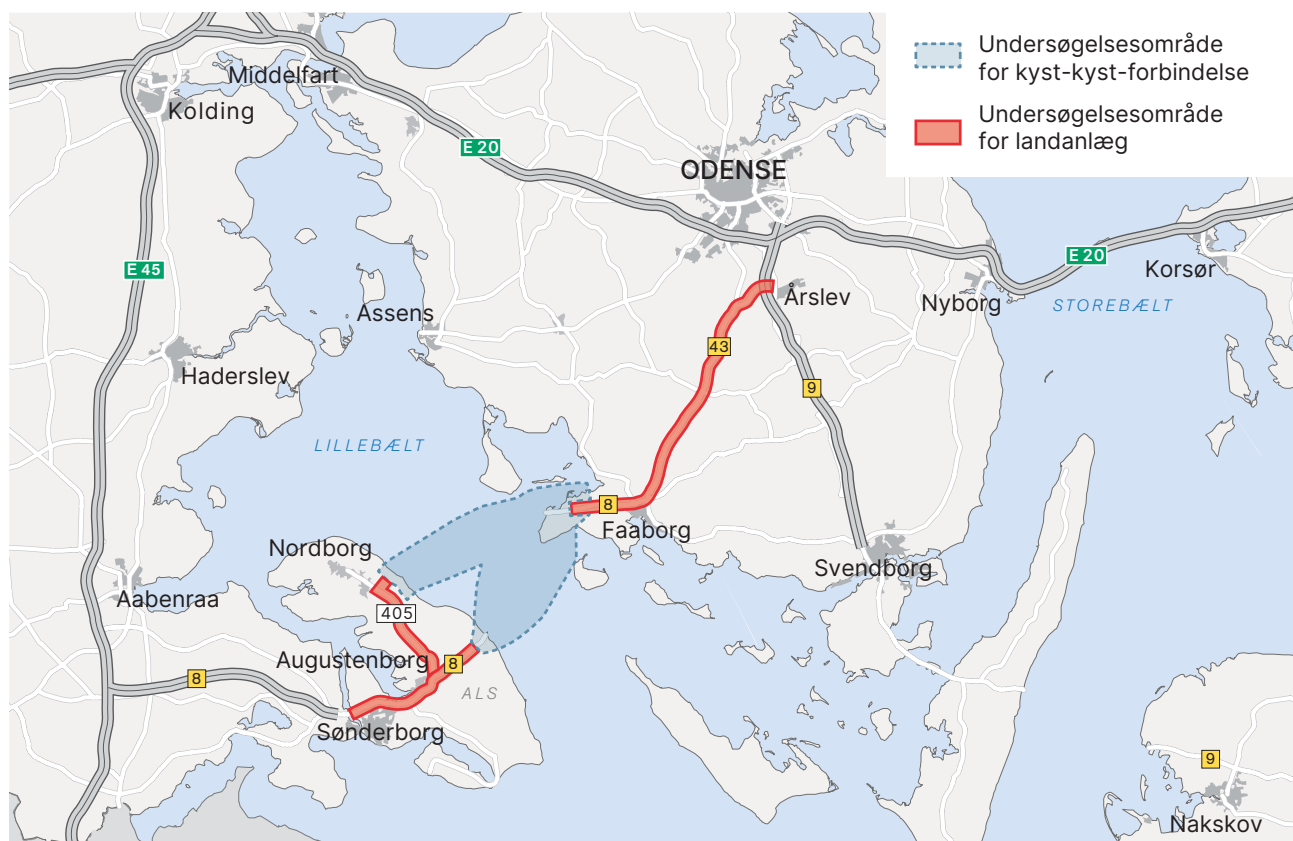 Undersøgelsesområde
for kyst-kyst-forbindelse
Undersøgelsesområde
for landanlæg
Middelfart
Kolding
E 20
ODENSE
E 45
E 20
Korsør
Årslev
Nyborg
STOREBÆLT
Assens
43
Haderslev
9
LILLEBÆLT
8
Faaborg
Nordborg
Svendborg
Aabenraa
405
Augustenborg
8
8
ALS
Sønderborg
9
Nakskov